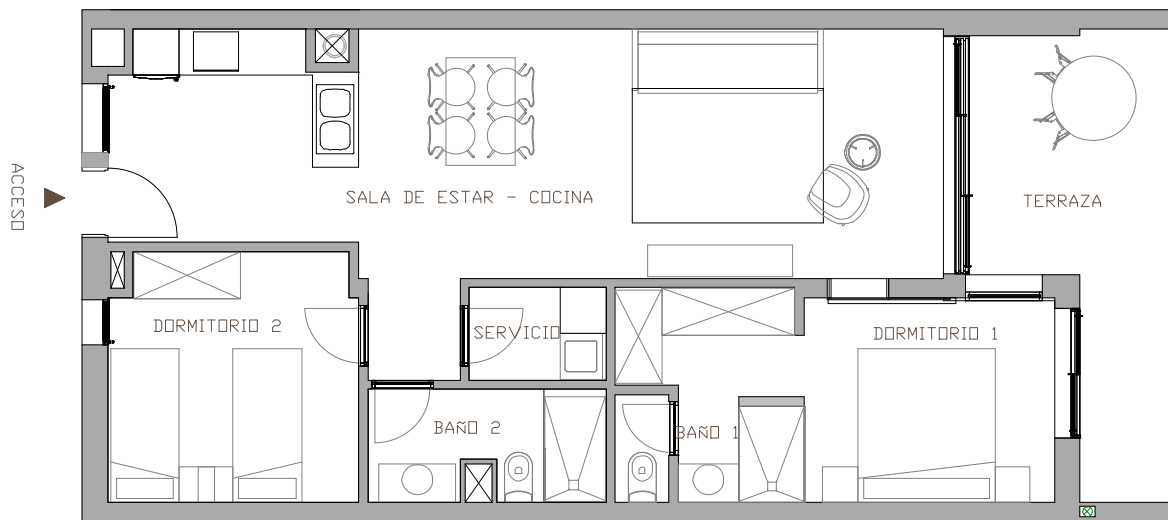 ACCESO
SALA DE ESTAR - COCINA
TERRAZA
DORMITORIO 2
SERVICIO
DORMITORIO 1
BAÑO 2
BAÑO 1